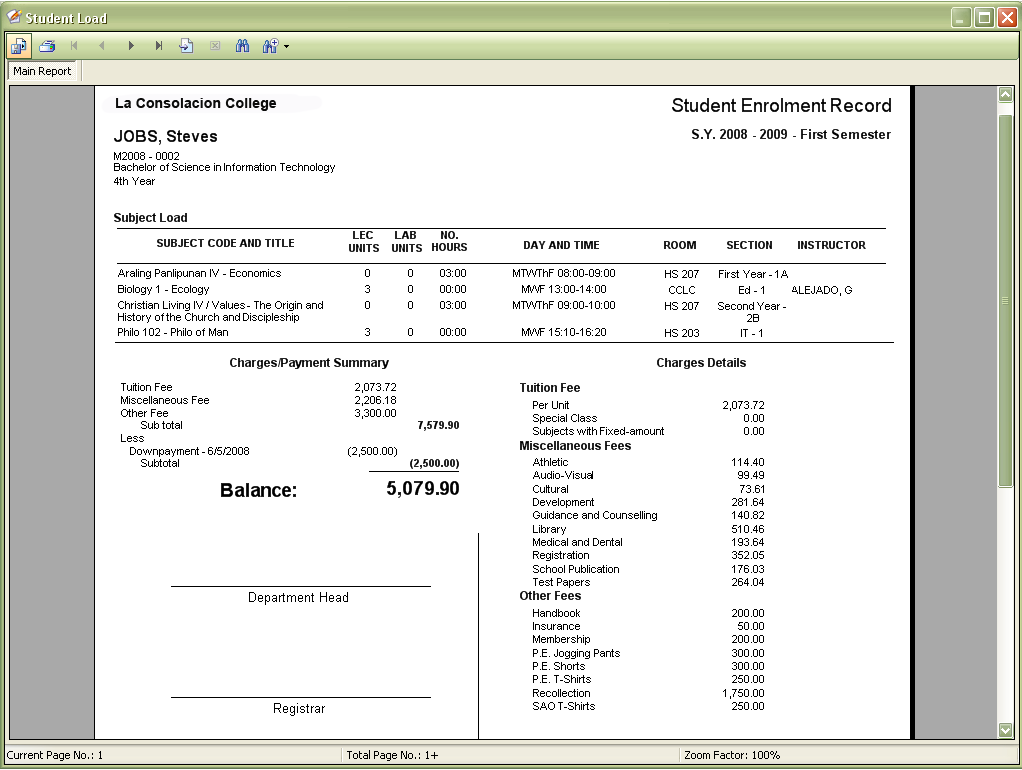 Student Load
Main Report
La Consolacion College
Student Enrolment Record
JOBS, Steves
S.Y. 2008 - 2009 - First Semester
M2008 - 0002
Bachelor of Science in Information Technology
4th Year
Subject Load
SUBJECT CODE AND TITLE LEC UNITS LAB UNITS NO. HOURS DAY AND TIME ROOM SECTION INSTRUCTOR
Araling Panlipunan IV - Economics 0 0 03:00 MTWThF 08:00-09:00 HS 207 First Year - 1A
Biology 1 - Ecology 3 0 00:00 MWF 13:00-14:00 CCLC Ed - 1 ALEJADO, G
Christian Living IV / Values - The Origin and 0 0 03:00 MTWThF 09:00-10:00 HS 207 Second Year -
History of the Church and Discipleship 2B
Philo 102 - Philo of Man 3 0 00:00 MWF 15:10-16:20 HS 203 IT - 1
Charges/Payment Summary
Tuition Fee 2,073.72
Miscellaneous Fee 2,206.18
Other Fee 3,300.00
Sub total 7,579.90
Less
Downpayment - 6/5/2008 (2,500.00)
Subtotal (2,500.00)
Balance: 5,079.90
Department Head
Registrar
Charges Details
Tuition Fee
Per Unit 2,073.72
Special Class 0.00
Subjects with Fixed-amount 0.00
Miscellaneous Fees
Athletic 114.40
Audio-Visual 99.49
Cultural 73.61
Development 281.64
Guidance and Counselling 140.82
Library 510.46
Medical and Dental 193.64
Registration 352.05
School Publication 176.03
Test Papers 264.04
Other Fees
Handbook 200.00
Insurance 50.00
Membership 200.00
P.E. Jogging Pants 300.00
P.E. Shorts 300.00
P.E. T-Shirts 250.00
Recollection 1,750.00
SAO T-Shirts 250.00
Current Page No.: 1 Total Page No.: 1+ Zoom Factor: 100%